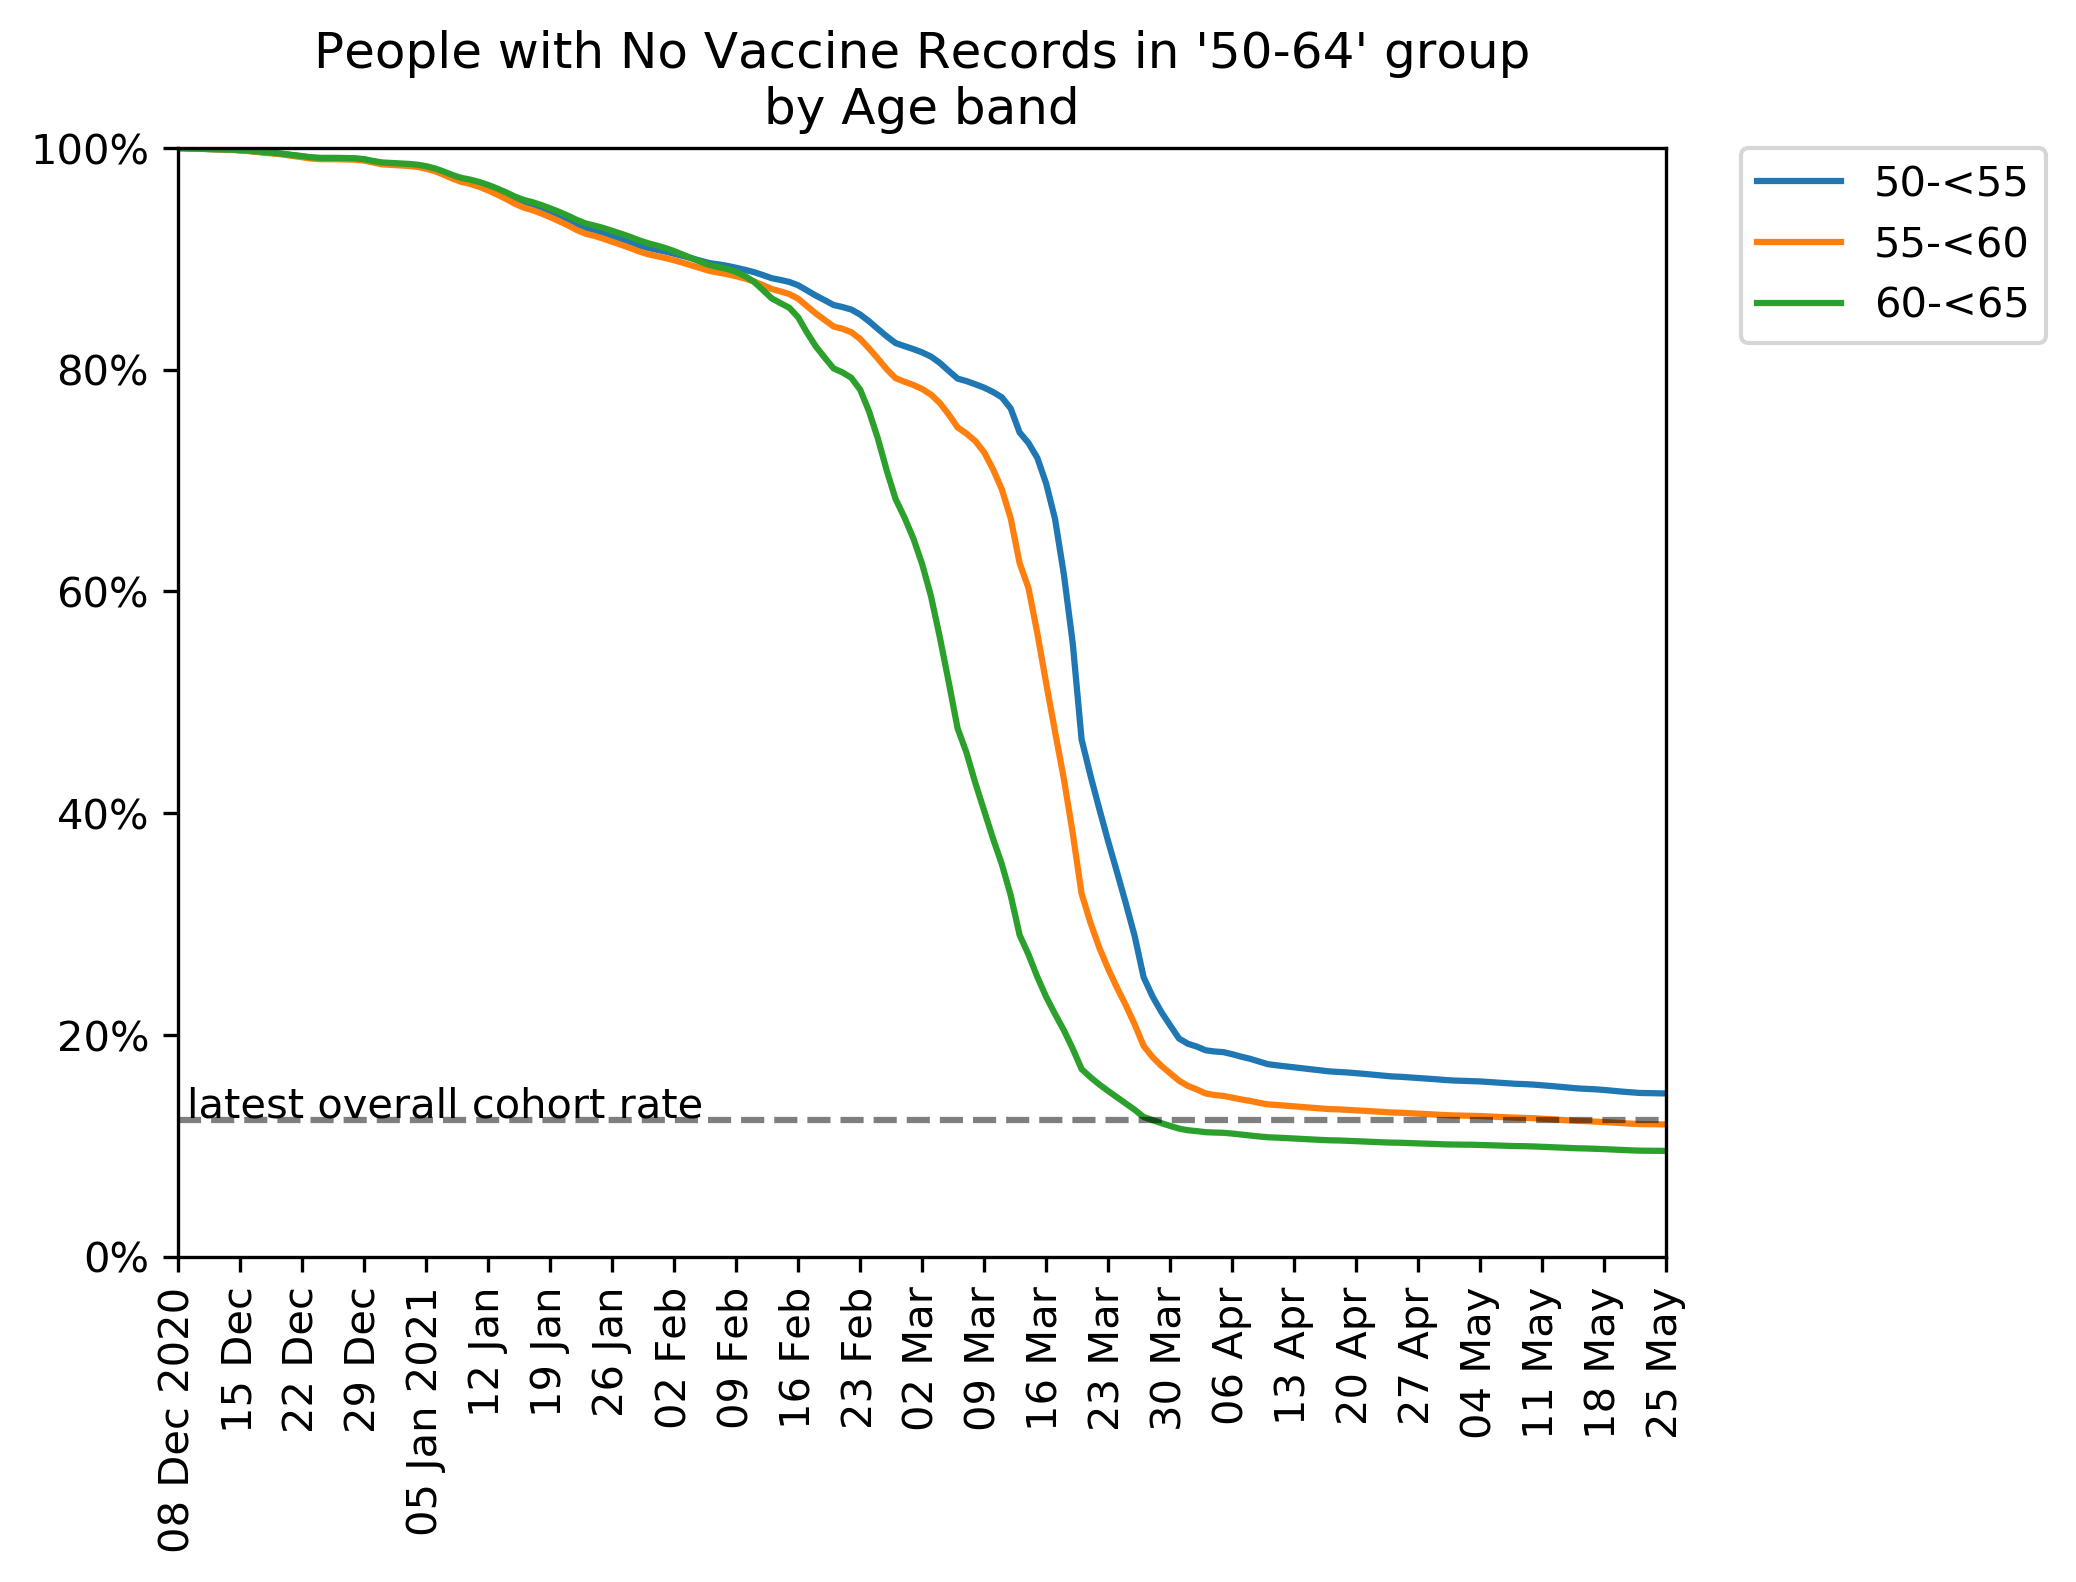 People with No Vaccine Records in '50-64' group
by Age band
100%
80%
60%
40%
20%
0%
latest overall cohort rate
50-<55
55-<60
60-<65
08 Dec 2020
15 Dec
22 Dec
29 Dec
05 Jan 2021
12 Jan
19 Jan
26 Jan
02 Feb
09 Feb
16 Feb
23 Feb
02 Mar
09 Mar
16 Mar
23 Mar
30 Mar
06 Apr
13 Apr
20 Apr
27 Apr
04 May
11 May
18 May
25 May